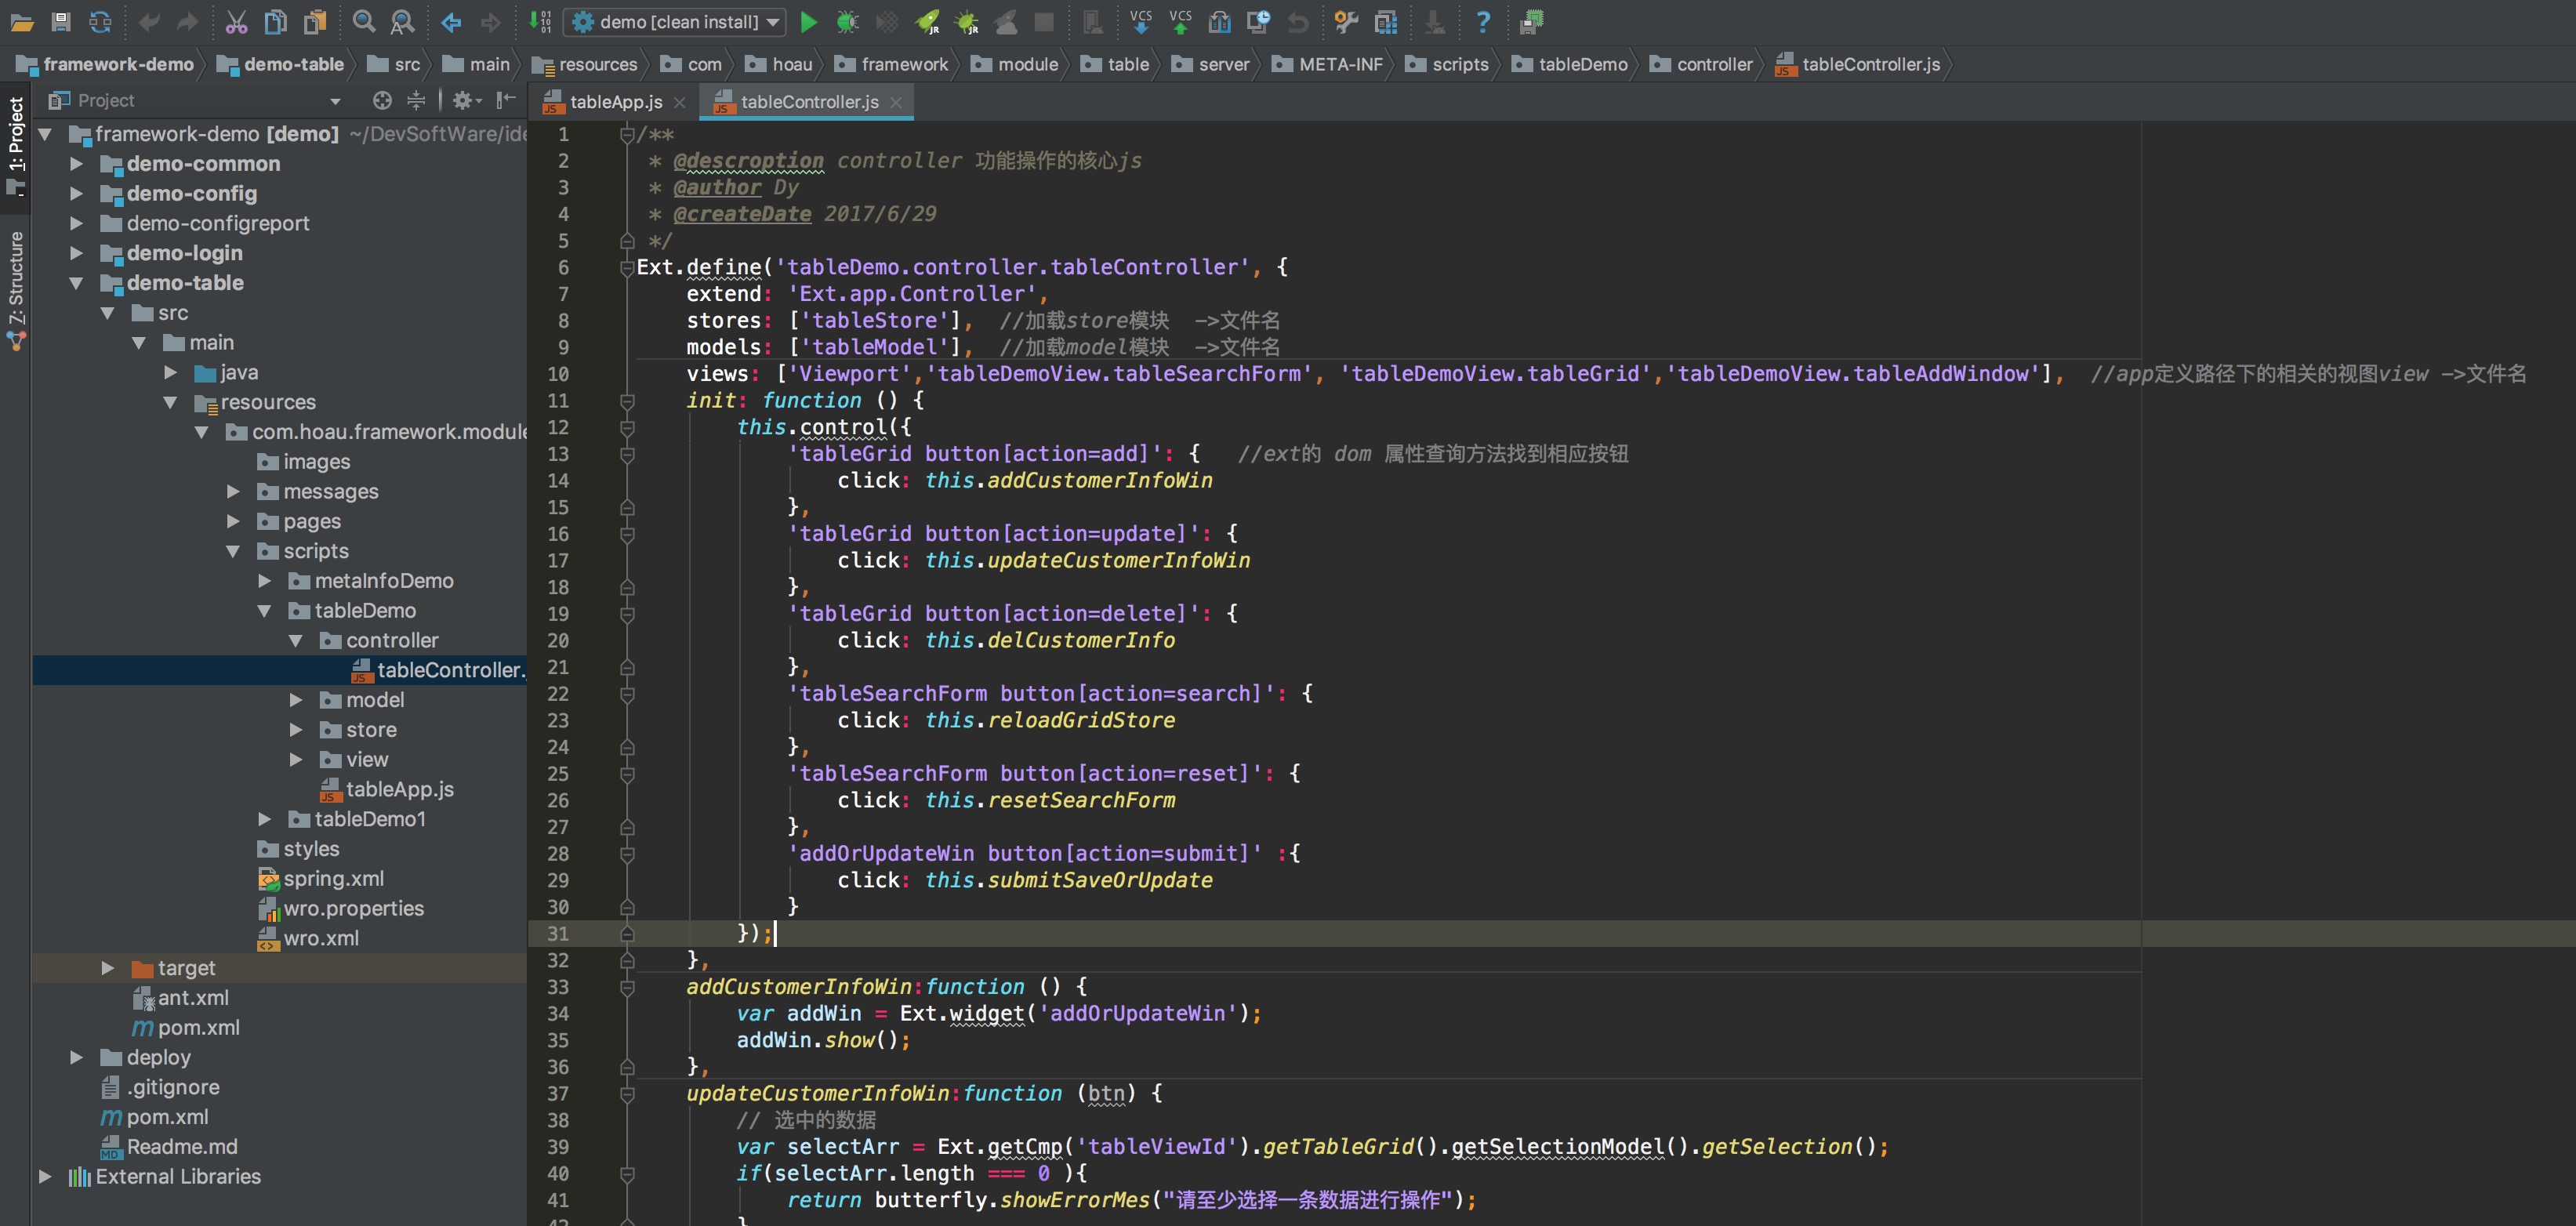 demo [clean install]
VCS VCS
framework-demo demo-table src main resources com hoau framework module table server META-INF scripts tableDemo controller tableController.js
1: Project
Z: Structure
Project
framework-demo [demo] ~/DevSoftWare/ide
demo-common
demo-config
demo-configreport
demo-login
demo-table
src
main
java
resources
com.hoau.framework.module
images
messages
pages
scripts
metaInfoDemo
tableDemo
controller
tableController.
model
store
view
tableApp.js
tableDemo1
styles
spring.xml
wro.properties
wro.xml
target
ant.xml
pom.xml
deploy
.gitignore
pom.xml
Readme.md
External Libraries
tableApp.js tableController.js
1 /**
2 * @descroption controller 功能操作的核心js
3 * @author Dy
4 * @createDate 2017/6/29
5 */
6 Ext.define('tableDemo.controller.tableController', {
7 extend: 'Ext.app.Controller',
8 stores: ['tableStore'], //加载store模块 ->文件名
9 models: ['tableModel'], //加载model模块 ->文件名
10 views: ['Viewport','tableDemoView.tableSearchForm', 'tableDemoView.tableGrid','tableDemoView.tableAddWindow'], //app定义路径下的相关的视图view ->文件名
11 init: function () {
12 this.control({
13 'tableGrid button[action=add]': { //ext的 dom 属性查询方法找到相应按钮
14 click: this.addCustomerInfoWin
15 },
16 'tableGrid button[action=update]': {
17 click: this.updateCustomerInfoWin
18 },
19 'tableGrid button[action=delete]': {
20 click: this.delCustomerInfo
21 },
22 'tableSearchForm button[action=search]': {
23 click: this.reloadGridStore
24 },
25 'tableSearchForm button[action=reset]': {
26 click: this.resetSearchForm
27 },
28 'addOrUpdateWin button[action=submit]' :{
29 click: this.submitSaveOrUpdate
30 }
31 });
32 },
33 addCustomerInfoWin:function () {
34 var addWin = Ext.widget('addOrUpdateWin');
35 addWin.show();
36 },
37 updateCustomerInfoWin:function (btn) {
38 // 选中的数据
39 var selectArr = Ext.getCmp('tableViewId').getTableGrid().getSelectionModel().getSelection();
40 if(selectArr.length === 0 ){
41 return butterfly.showErrorMes("请至少选择一条数据进行操作");